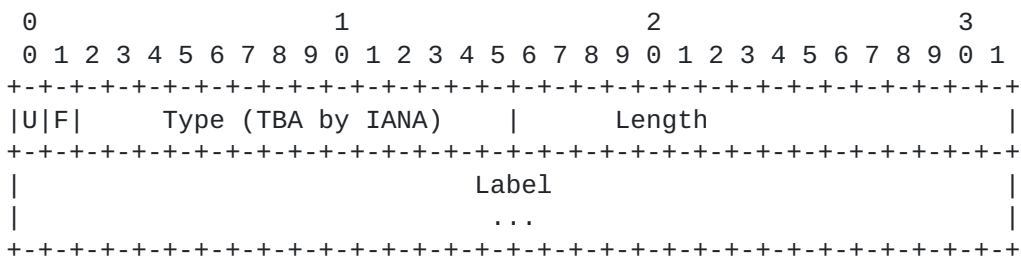 0                   1                   2                   3
 0 1 2 3 4 5 6 7 8 9 0 1 2 3 4 5 6 7 8 9 0 1 2 3 4 5 6 7 8 9 0 1
+-+-+-+-+-+-+-+-+-+-+-+-+-+-+-+-+-+-+-+-+-+-+-+-+-+-+-+-+-+-+-+-+
|U|F|     Type (TBA by IANA)    |      Length                   |
+-+-+-+-+-+-+-+-+-+-+-+-+-+-+-+-+-+-+-+-+-+-+-+-+-+-+-+-+-+-+-+-+
|                             Label                             |
|                              ...                              |
+-+-+-+-+-+-+-+-+-+-+-+-+-+-+-+-+-+-+-+-+-+-+-+-+-+-+-+-+-+-+-+-+